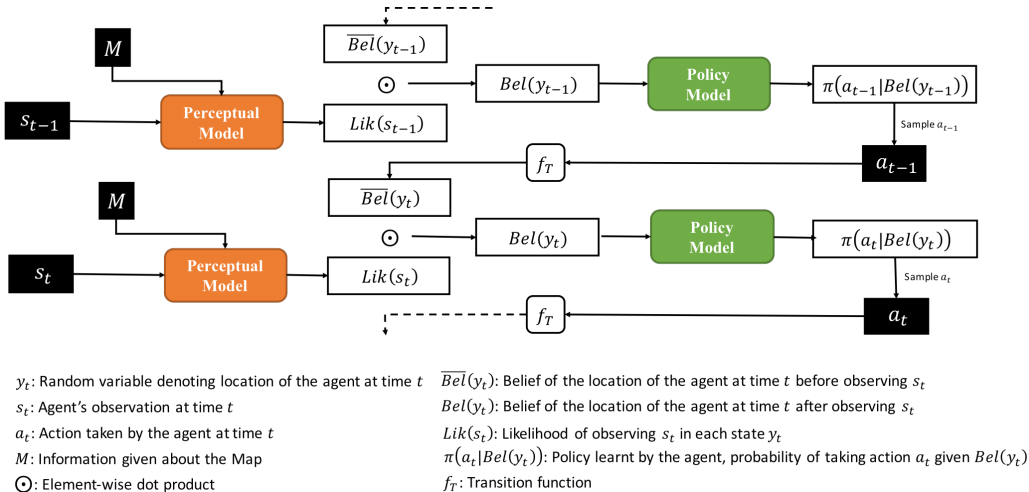 M
$\overline{Bel}(y_{t-1})$
s_{t-1}
Perceptual
Model
⊙
Lik(s_{t-1})
Bel(y_{t-1})
Policy
Model
π(a_{t-1}|Bel(y_{t-1}))
Sample a_{t-1}
a_{t-1}
f_T
$\overline{Bel}(y_t)$
M
s_t
Perceptual
Model
⊙
Lik(s_t)
Bel(y_t)
Policy
Model
π(a_t|Bel(y_t))
Sample a_t
a_t
f_T
y_t: Random variable denoting location of the agent at time t
s_t: Agent's observation at time t
a_t: Action taken by the agent at time t
M: Information given about the Map
⊙: Element-wise dot product
$\overline{Bel}(y_t)$: Belief of the location of the agent at time t before observing s_t
Bel(y_t): Belief of the location of the agent at time t after observing s_t
Lik(s_t): Likelihood of observing s_t in each state y_t
π(a_t|Bel(y_t)): Policy learnt by the agent, probability of taking action a_t given Bel(y_t)
f_T: Transition function